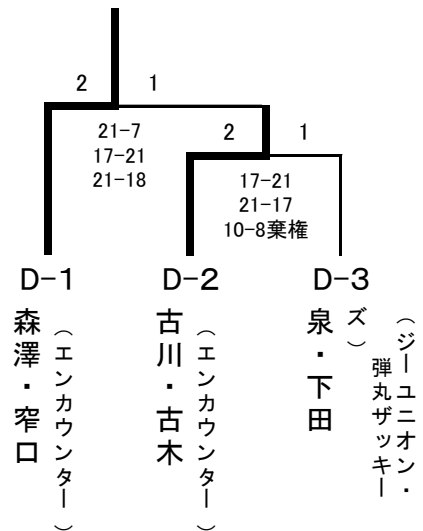 2 1
21-7
17-21
21-18
2 1
17-21
21-17
10-8棄権
D-1 D-2 D-3
森澤・窄口
(エンカウンター)
古川・古木
(エンカウンター)
泉・下田
(ジーユニオン・
弾丸ザッキー
ズ)